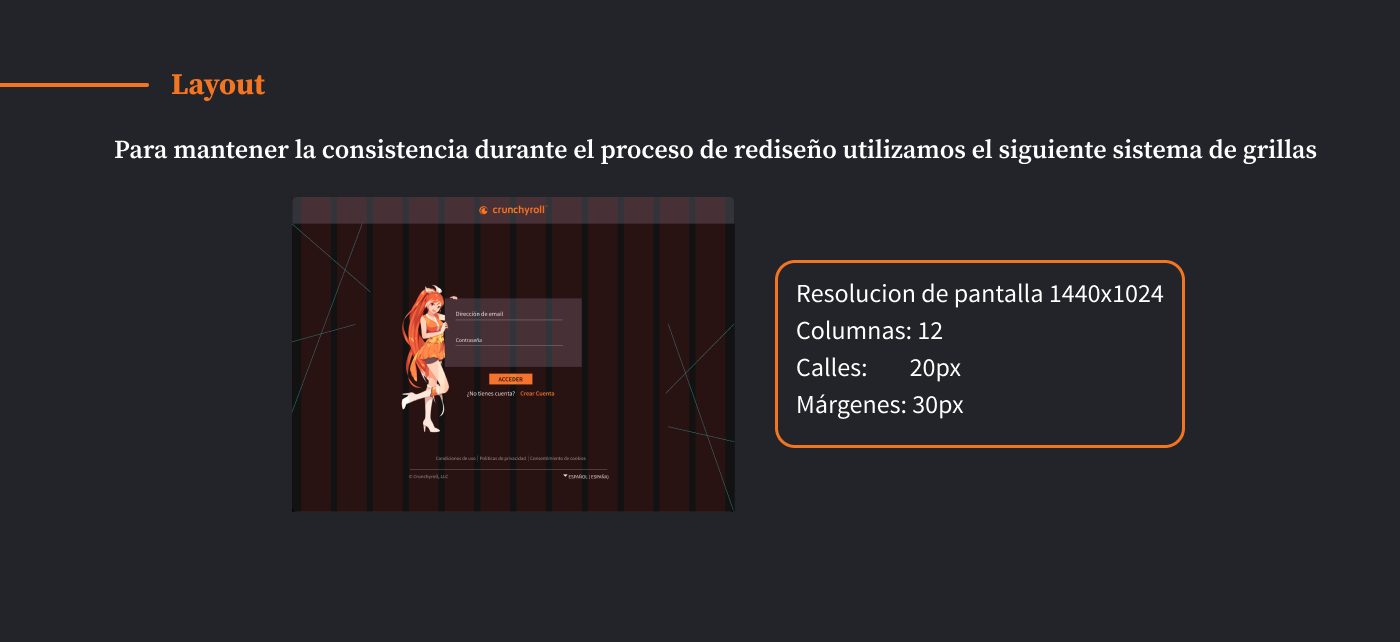 Layout
Para mantener la consistencia durante el proceso de rediseño utilizamos el siguiente sistema de grillas
crunchyroll
Dirección de email
Contraseña
ACCEDER
¿No tienes cuenta? Crear Cuenta
Condiciones de uso | Políticas de privacidad | Consentimiento de cookies
© Crunchyroll, LLC
ESPAÑOL (ESPAÑA)
Resolucion de pantalla 1440x1024
Columnas: 12
Calles: 20px
Márgenes: 30px